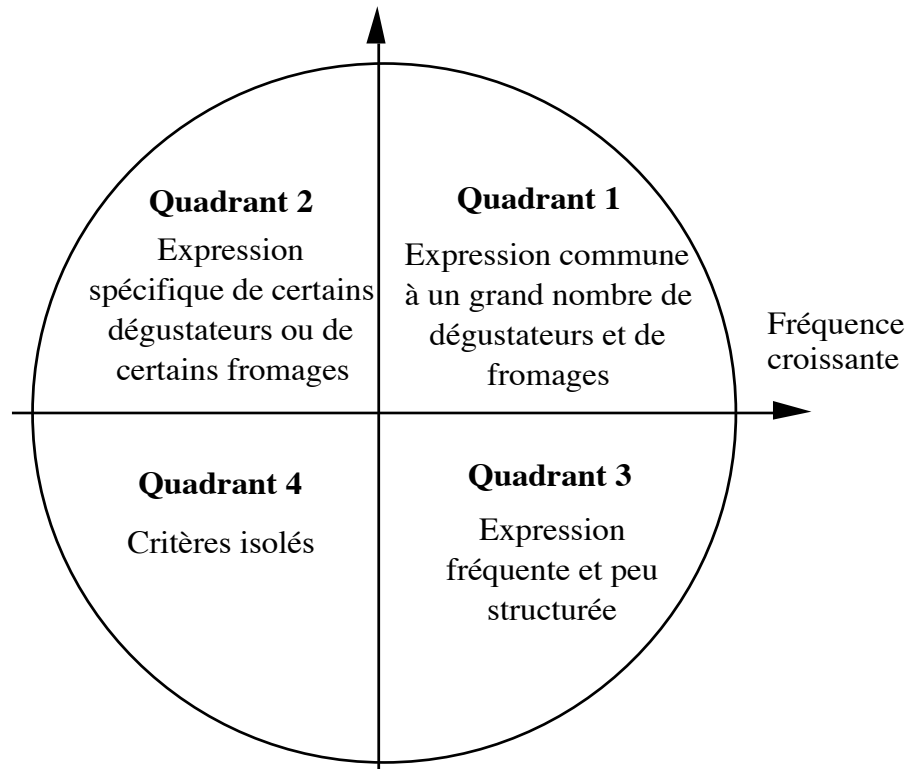 Quadrant 2
Expression
spécifique de certains
dégustateurs ou de
certains fromages
Quadrant 1
Expression commune
à un grand nombre de
dégustateurs et de
fromages
Fréquence
croissante
Quadrant 4
Critères isolés
Quadrant 3
Expression
fréquente et peu
structurée